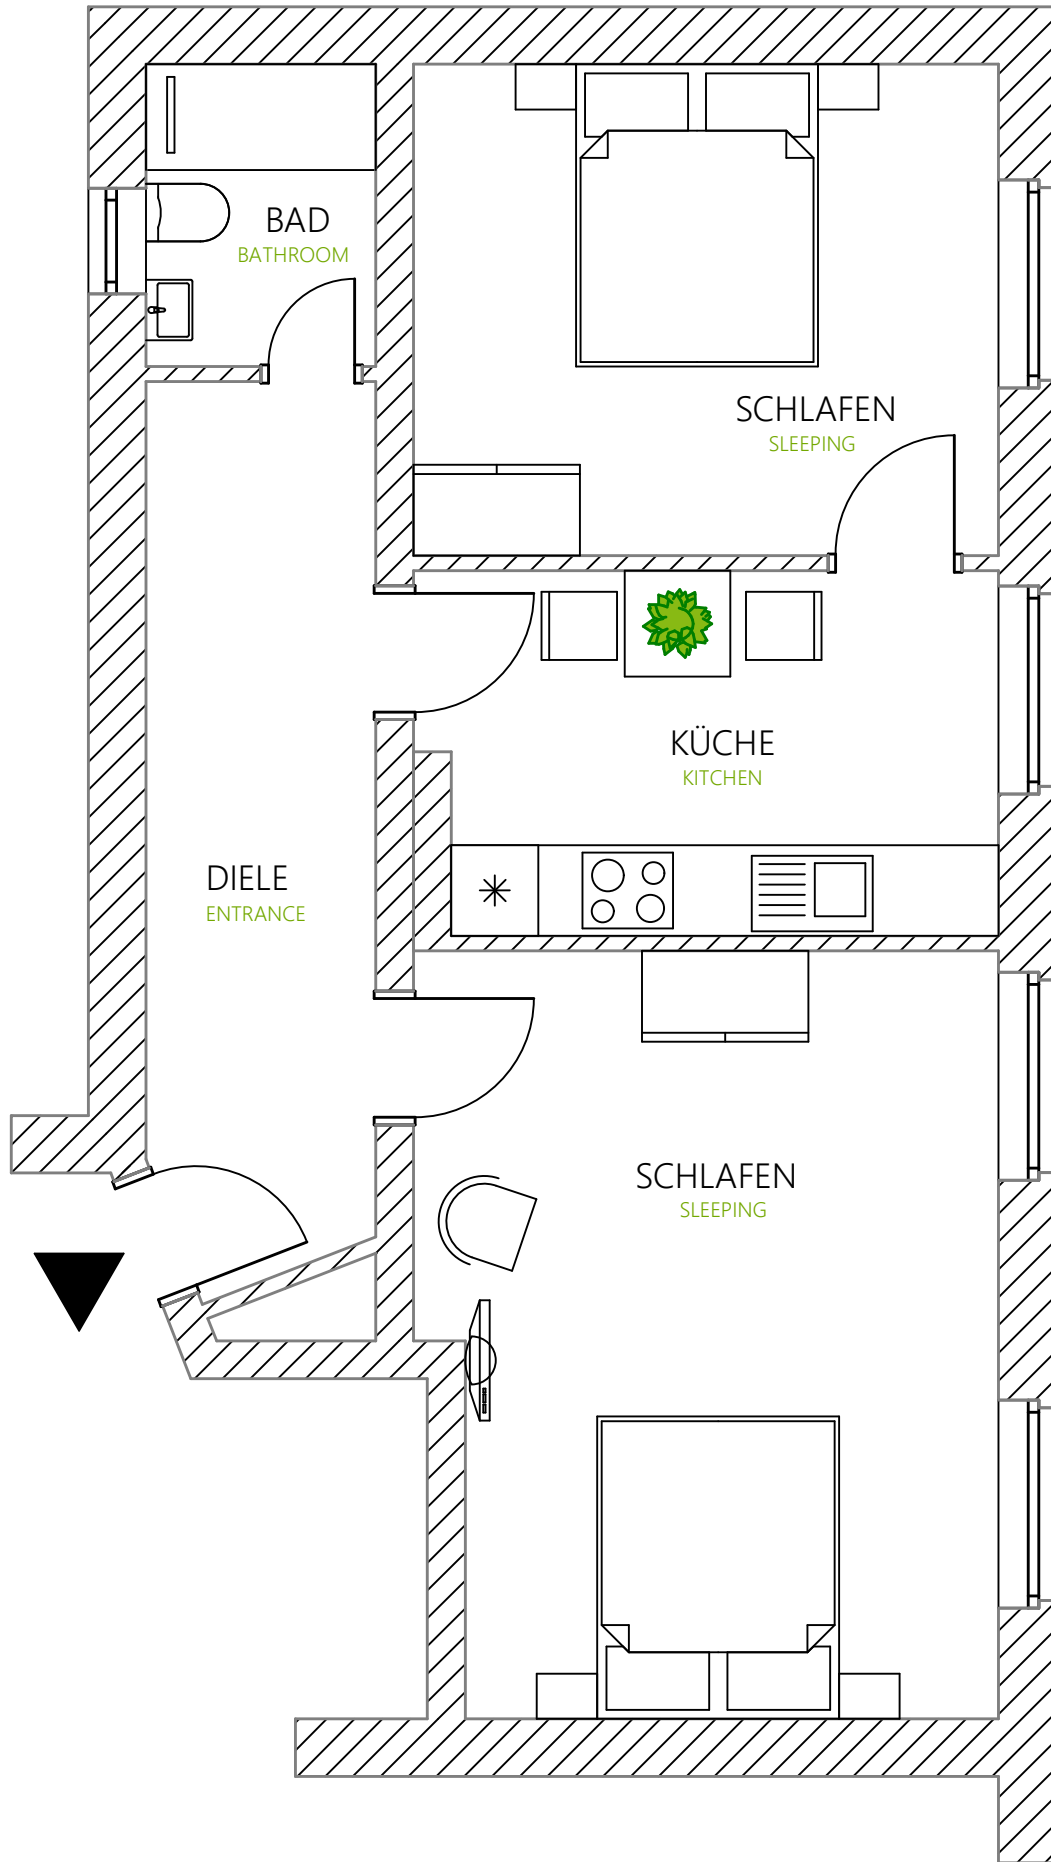 BAD
BATHROOM
SCHLAFEN
SLEEPING
KÜCHE
KITCHEN
DIELE
ENTRANCE
SCHLAFEN
SLEEPING